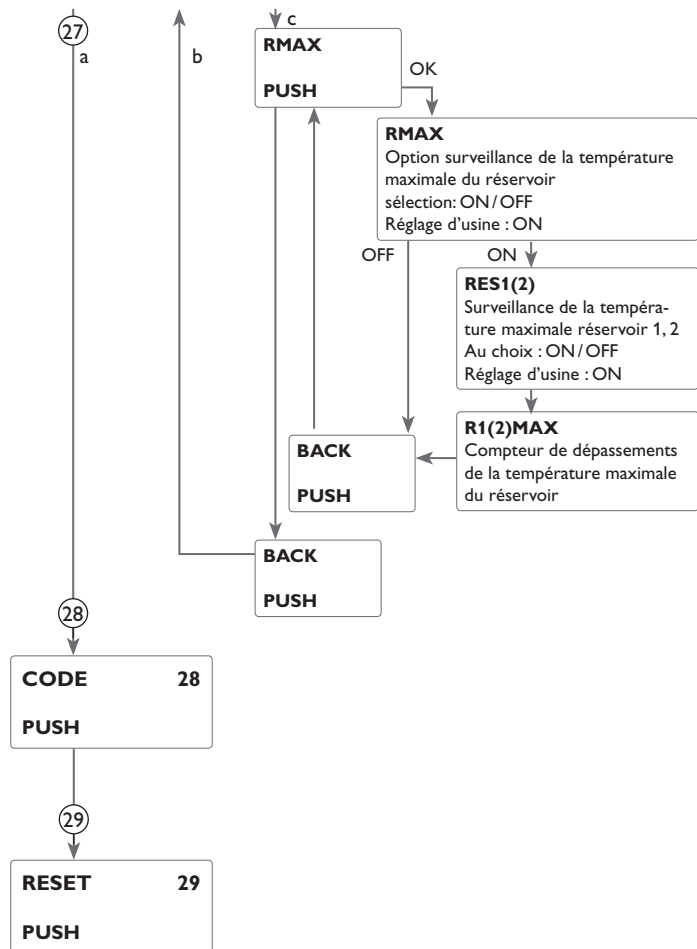 27
a
b
c
RMAX
PUSH
OK
RMAX
Option surveillance de la température
maximale du réservoir
sélection: ON / OFF
Réglage d'usine : ON
OFF
ON
RES1(2)
Surveillance de la tempéra-
ture maximale réservoir 1, 2
Au choix : ON / OFF
Réglage d'usine : ON
R1(2)MAX
Compteur de dépassements
de la température maximale
du réservoir
BACK
PUSH
BACK
PUSH
28
CODE 28
PUSH
29
RESET 29
PUSH